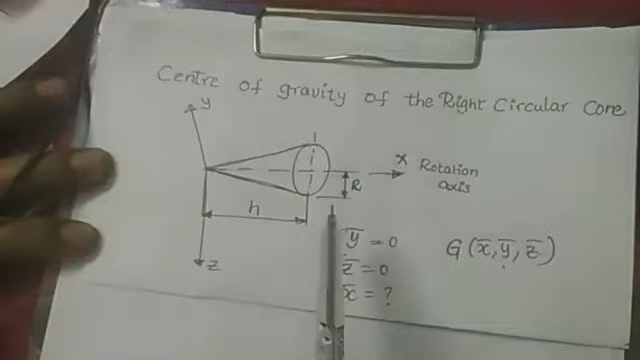 Centre of gravity of the Right Circular Cone
y
x Rotation
axis
R
h
z
y̅ = 0
z̅ = 0
x̅ = ?
G (x̅, y̅, z̅)